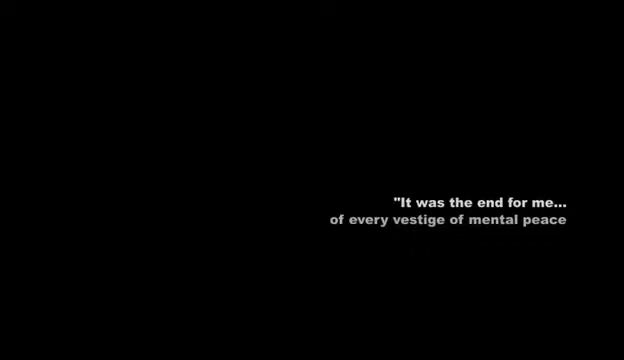 "It was the end for me...
of every vestige of mental peace